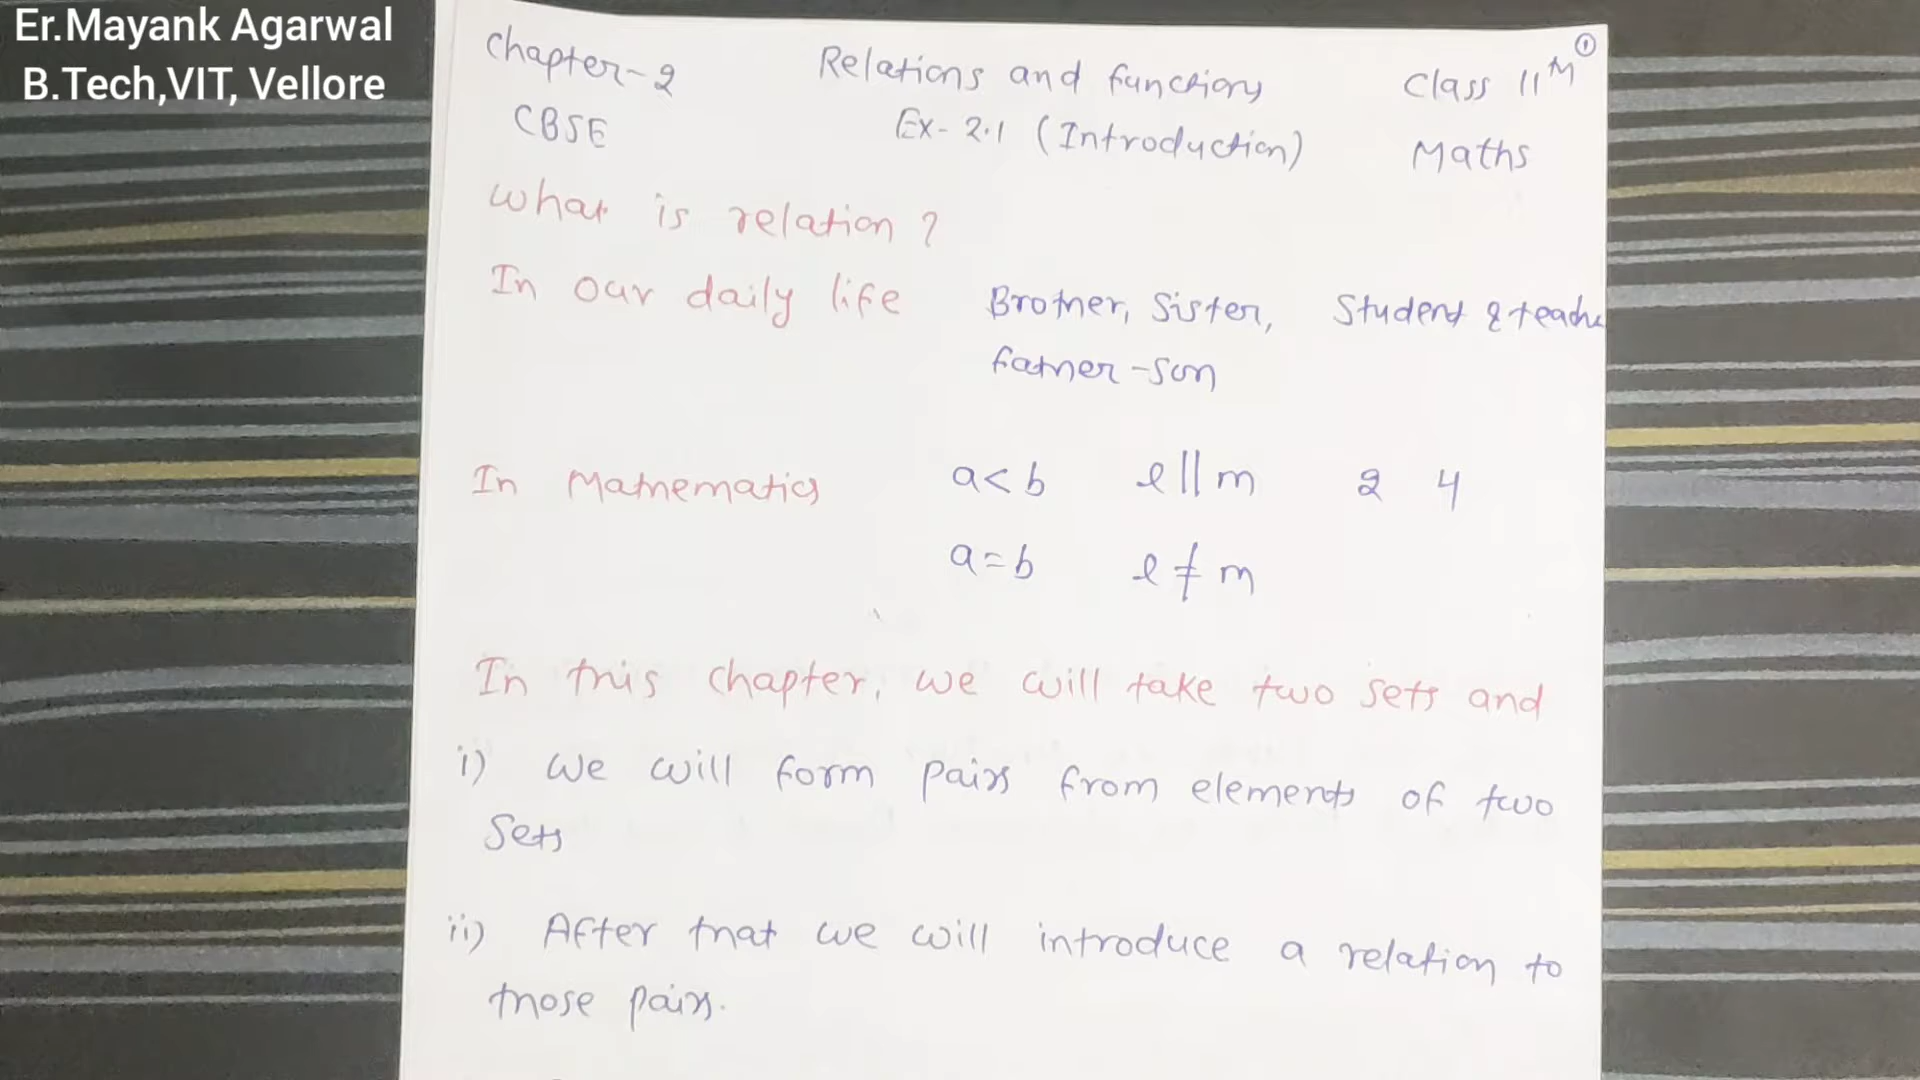 Er.Mayank Agarwal
B.Tech,VIT, Vellore
Chapter-2 Relations and functions Class 11th
1
CBSE Ex- 2.1 (Introduction) Maths
What is relation?
In our daily life Brother, Sister, Student & teache
father-son
In Mathematics a<b l||m 2 4
a=b l∦m
In this chapter, we will take two sets and
i) We will form pairs from elements of two
Sets
ii) After that we will introduce a relation to
those pairs.